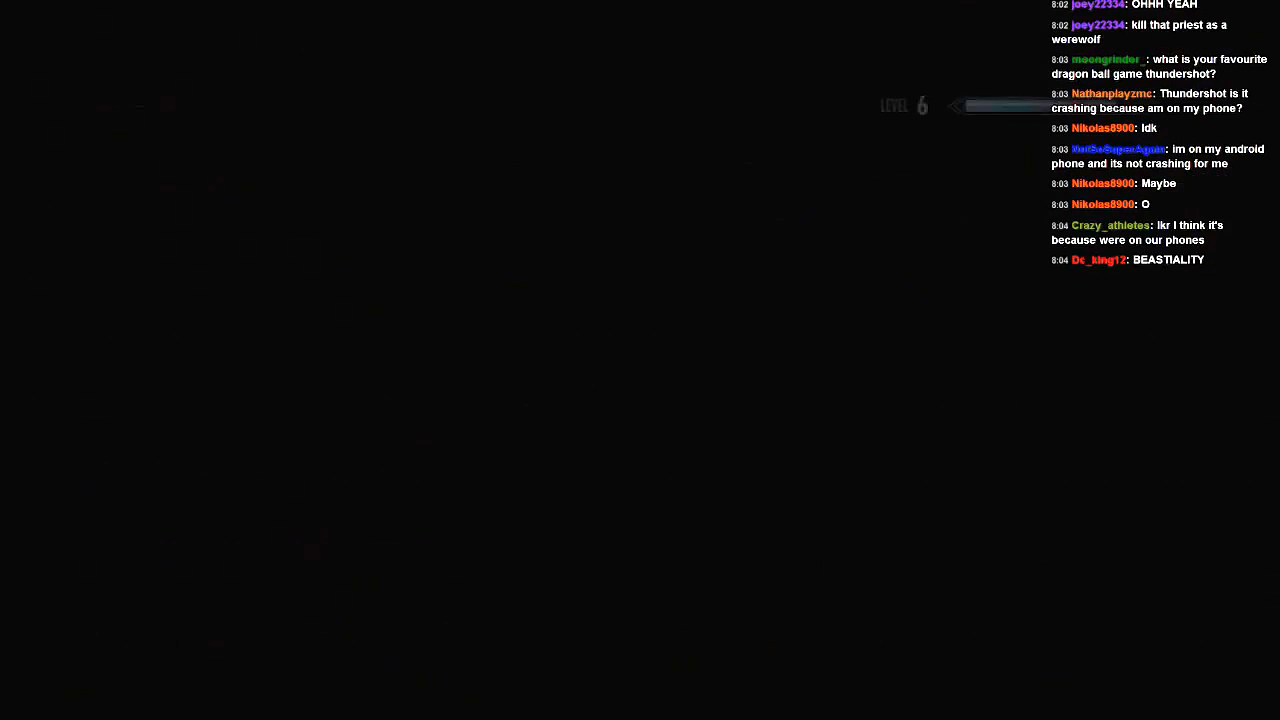 8:02 joey22334: OHHH YEAH
8:02 joey22334: kill that priest as a
werewolf
8:03 moongrinder_: what is your favourite
dragon ball game thundershot?
LEVEL 6
8:03 Nathanplayzmc: Thundershot is it
crashing because am on my phone?
8:03 Nikolas8900: Idk
8:03 NotSoSuperAgain: im on my android
phone and its not crashing for me
8:03 Nikolas8900: Maybe
8:03 Nikolas8900: O
8:04 Crazy_athletes: Ikr I think it's
because were on our phones
8:04 Dc_king12: BEASTIALITY